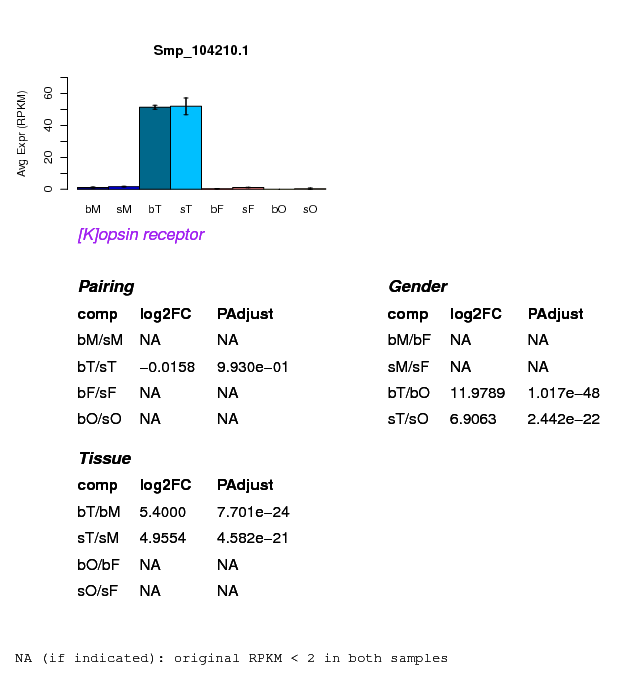 Smp_104210.1
Avg Expr (RPKM)
60
40
20
0
bM sM bT sT bF sF bO sO
[K]opsin receptor
Pairing
comp log2FC PAdjust
bM/sM NA NA
bT/sT −0.0158 9.930e−01
bF/sF NA NA
bO/sO NA NA
Gender
comp log2FC PAdjust
bM/bF NA NA
sM/sF NA NA
bT/bO 11.9789 1.017e−48
sT/sO 6.9063 2.442e−22
Tissue
comp log2FC PAdjust
bT/bM 5.4000 7.701e−24
sT/sM 4.9554 4.582e−21
bO/bF NA NA
sO/sF NA NA
NA (if indicated): original RPKM < 2 in both samples